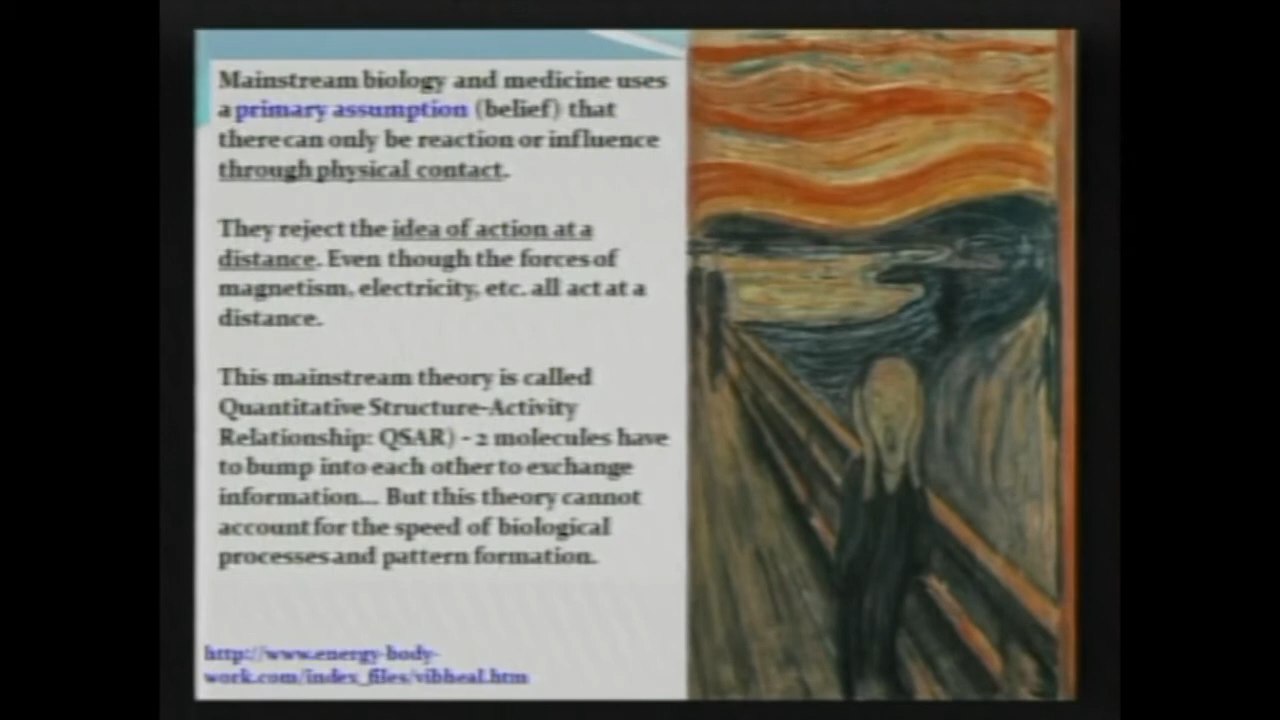 Mainstream biology and medicine uses
a primary assumption (belief) that
there can only be reaction or influence
through physical contact.
They reject the idea of action at a
distance. Even though the forces of
magnetism, electricity, etc. all act at a
distance.
This mainstream theory is called
Quantitative Structure-Activity
Relationship: QSAR) - 2 molecules have
to bump into each other to exchange
information... But this theory cannot
account for the speed of biological
processes and pattern formation.
http://www.energy-body-
work.com/index_files/vibheal.htm